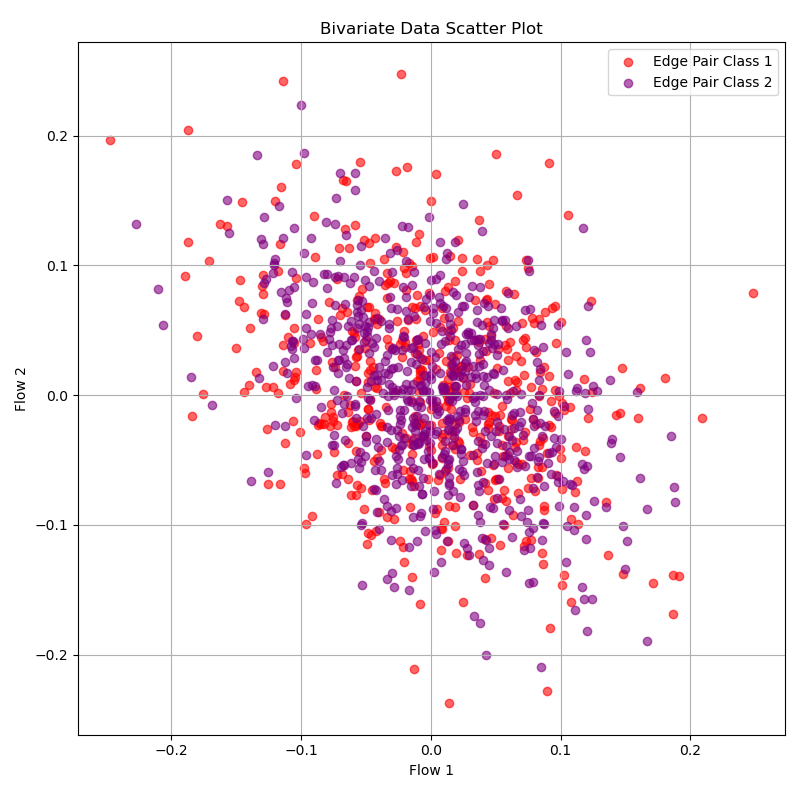 Bivariate Data Scatter Plot
Edge Pair Class 1
Edge Pair Class 2
0.2
0.1
0.0
−0.1
−0.2
Flow 2
−0.2
−0.1
0.0
0.1
0.2
Flow 1